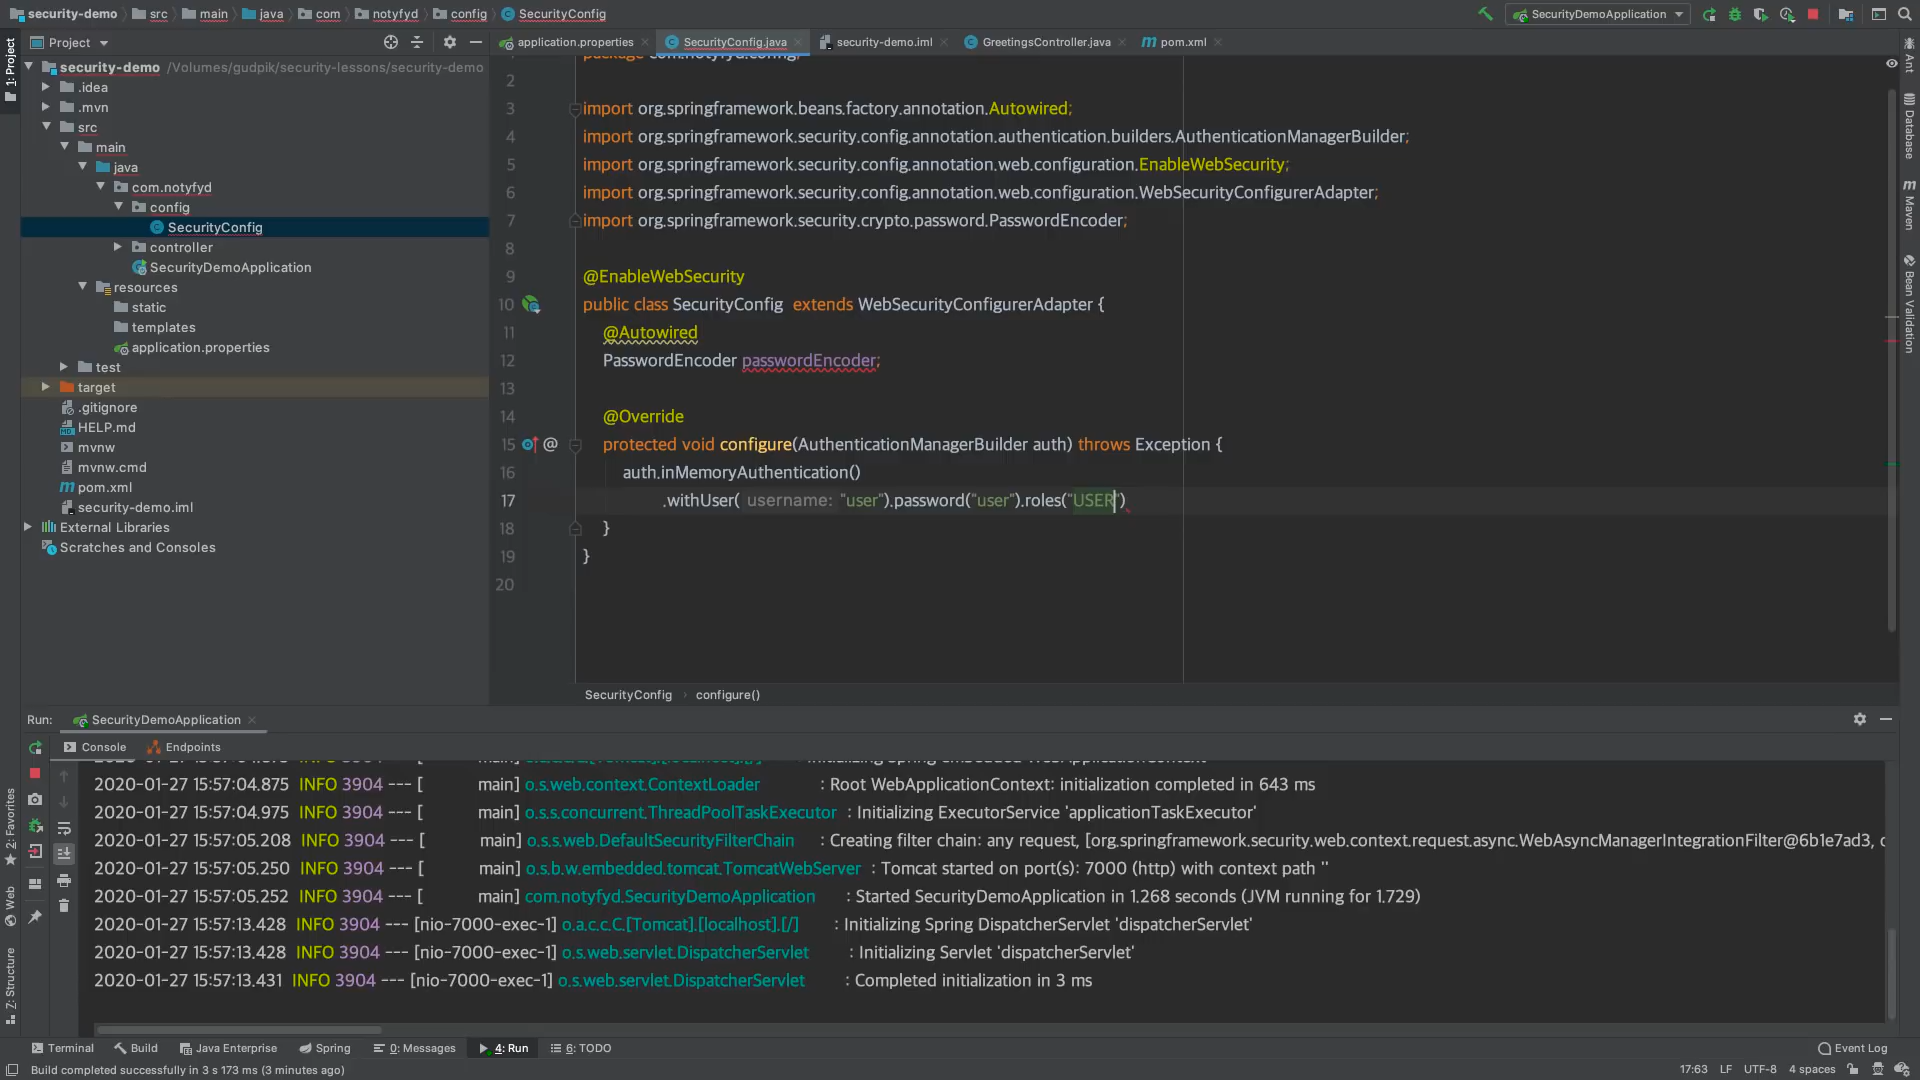 security-demo src main java com notyfyd config SecurityConfig SecurityDemoApplication
Project application.properties SecurityConfig.java security-demo.iml GreetingsController.java pom.xml
1: Project
security-demo /Volumes/gudpik/security-lessons/security-demo
.idea
.mvn
src
main
java
com.notyfyd
config
SecurityConfig
controller
SecurityDemoApplication
resources
static
templates
application.properties
test
target
.gitignore
HELP.md
mvnw
mvnw.cmd
pom.xml
security-demo.iml
External Libraries
Scratches and Consoles
package com.notyfyd.config;
2
3 import org.springframework.beans.factory.annotation.Autowired;
4 import org.springframework.security.config.annotation.authentication.builders.AuthenticationManagerBuilder;
5 import org.springframework.security.config.annotation.web.configuration.EnableWebSecurity;
6 import org.springframework.security.config.annotation.web.configuration.WebSecurityConfigurerAdapter;
7 import org.springframework.security.crypto.password.PasswordEncoder;
8
9 @EnableWebSecurity
10 public class SecurityConfig extends WebSecurityConfigurerAdapter {
11 @Autowired
12 PasswordEncoder passwordEncoder;
13
14 @Override
15 @ protected void configure(AuthenticationManagerBuilder auth) throws Exception {
16 auth.inMemoryAuthentication()
17 .withUser( username: "user").password("user").roles("USER")
18 }
19 }
20
SecurityConfig › configure()
Ant
Database
Maven
Bean Validation
Run: SecurityDemoApplication
Console Endpoints
2020-01-27 15:57:04.875 INFO 3904 --- [ main] o.s.web.context.ContextLoader : Root WebApplicationContext: initialization completed in 643 ms
2020-01-27 15:57:04.975 INFO 3904 --- [ main] o.s.s.concurrent.ThreadPoolTaskExecutor : Initializing ExecutorService 'applicationTaskExecutor'
2020-01-27 15:57:05.208 INFO 3904 --- [ main] o.s.s.web.DefaultSecurityFilterChain : Creating filter chain: any request, [org.springframework.security.web.context.request.async.WebAsyncManagerIntegrationFilter@6b1e7ad3,
2020-01-27 15:57:05.250 INFO 3904 --- [ main] o.s.b.w.embedded.tomcat.TomcatWebServer : Tomcat started on port(s): 7000 (http) with context path ''
2020-01-27 15:57:05.252 INFO 3904 --- [ main] com.notyfyd.SecurityDemoApplication : Started SecurityDemoApplication in 1.268 seconds (JVM running for 1.729)
2020-01-27 15:57:13.428 INFO 3904 --- [nio-7000-exec-1] o.a.c.c.C.[Tomcat].[localhost].[/] : Initializing Spring DispatcherServlet 'dispatcherServlet'
2020-01-27 15:57:13.428 INFO 3904 --- [nio-7000-exec-1] o.s.web.servlet.DispatcherServlet : Initializing Servlet 'dispatcherServlet'
2020-01-27 15:57:13.431 INFO 3904 --- [nio-7000-exec-1] o.s.web.servlet.DispatcherServlet : Completed initialization in 3 ms
2: Favorites
Web
7: Structure
Terminal Build Java Enterprise Spring 0: Messages 4: Run 6: TODO Event Log
Build completed successfully in 3 s 173 ms (3 minutes ago) 17:63 LF UTF-8 4 spaces